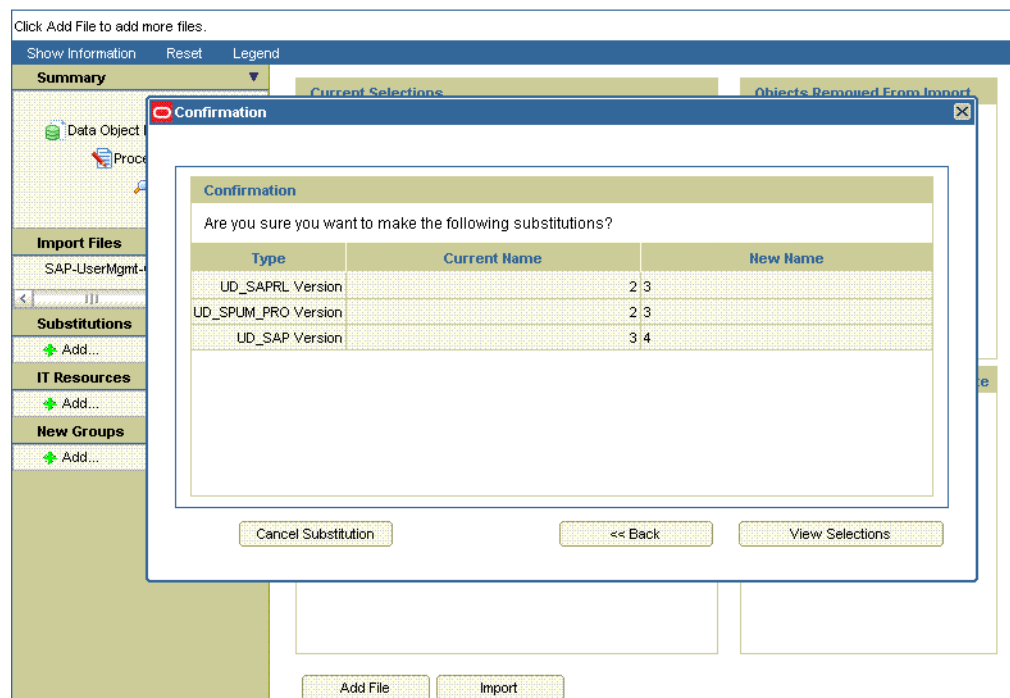 Click Add File to add more files.
Show Information Reset Legend
Summary
Current Selections
Objects Removed From Import
Data Object
Import Files
SAP-UserMgmt-
Substitutions
Add...
IT Resources
Add...
New Groups
Add...
Confirmation
Confirmation
Are you sure you want to make the following substitutions?
Type Current Name New Name
UD_SAPRL Version 2 3
UD_SPUM_PRO Version 2 3
UD_SAP Version 3 4
Cancel Substitution << Back View Selections
Add File Import